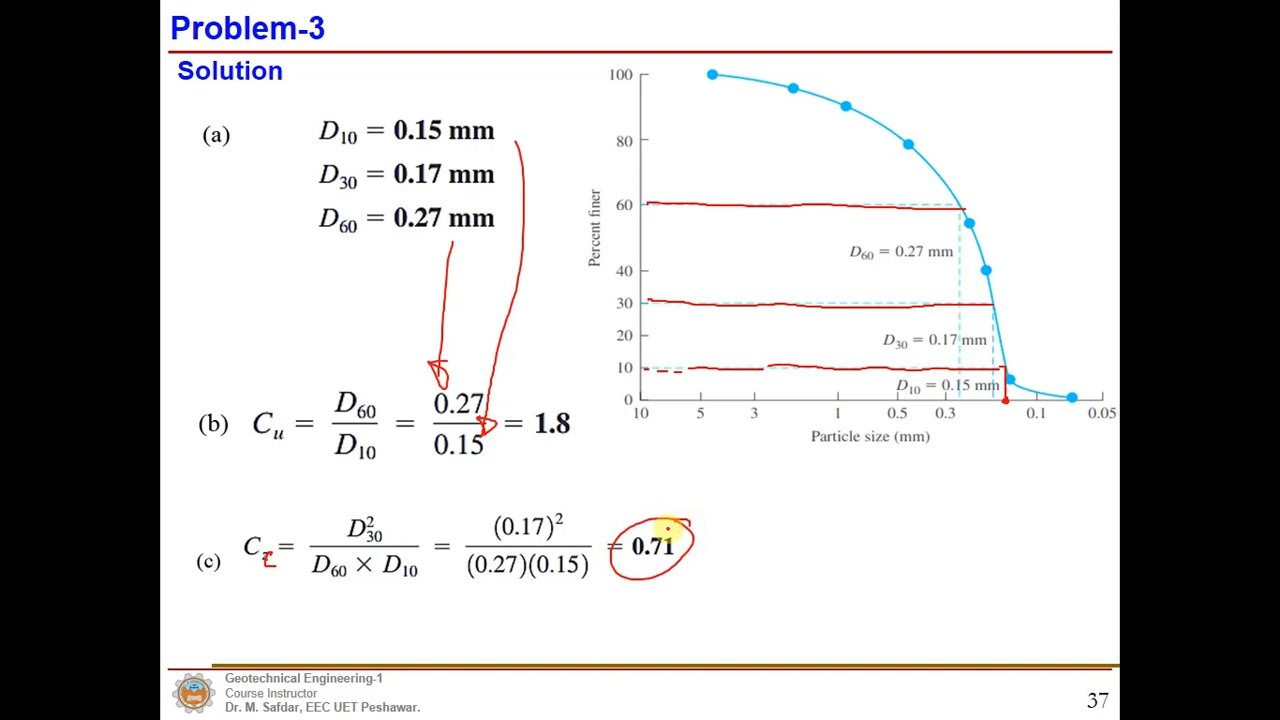 Problem-3
Solution
(a)
D10 = 0.15 mm
D30 = 0.17 mm
D60 = 0.27 mm
(b) Cu = D60 / D10 = 0.27 / 0.15 = 1.8
(c) Cz = D30^2 / D60 × D10 = (0.17)^2 / (0.27)(0.15) = 0.71
c
Percent finer
100
80
60
40
30
20
10
0
D60 = 0.27 mm
D30 = 0.17 mm
D10 = 0.15 mm
10 5 3 1 0.5 0.3 0.1 0.05
Particle size (mm)
Geotechnical Engineering-1
Course Instructor
Dr. M. Safdar, EEC UET Peshawar.
37